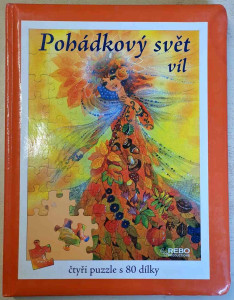 Pohádkový svět
víl
REBO
čtyři puzzle s 80 dílky